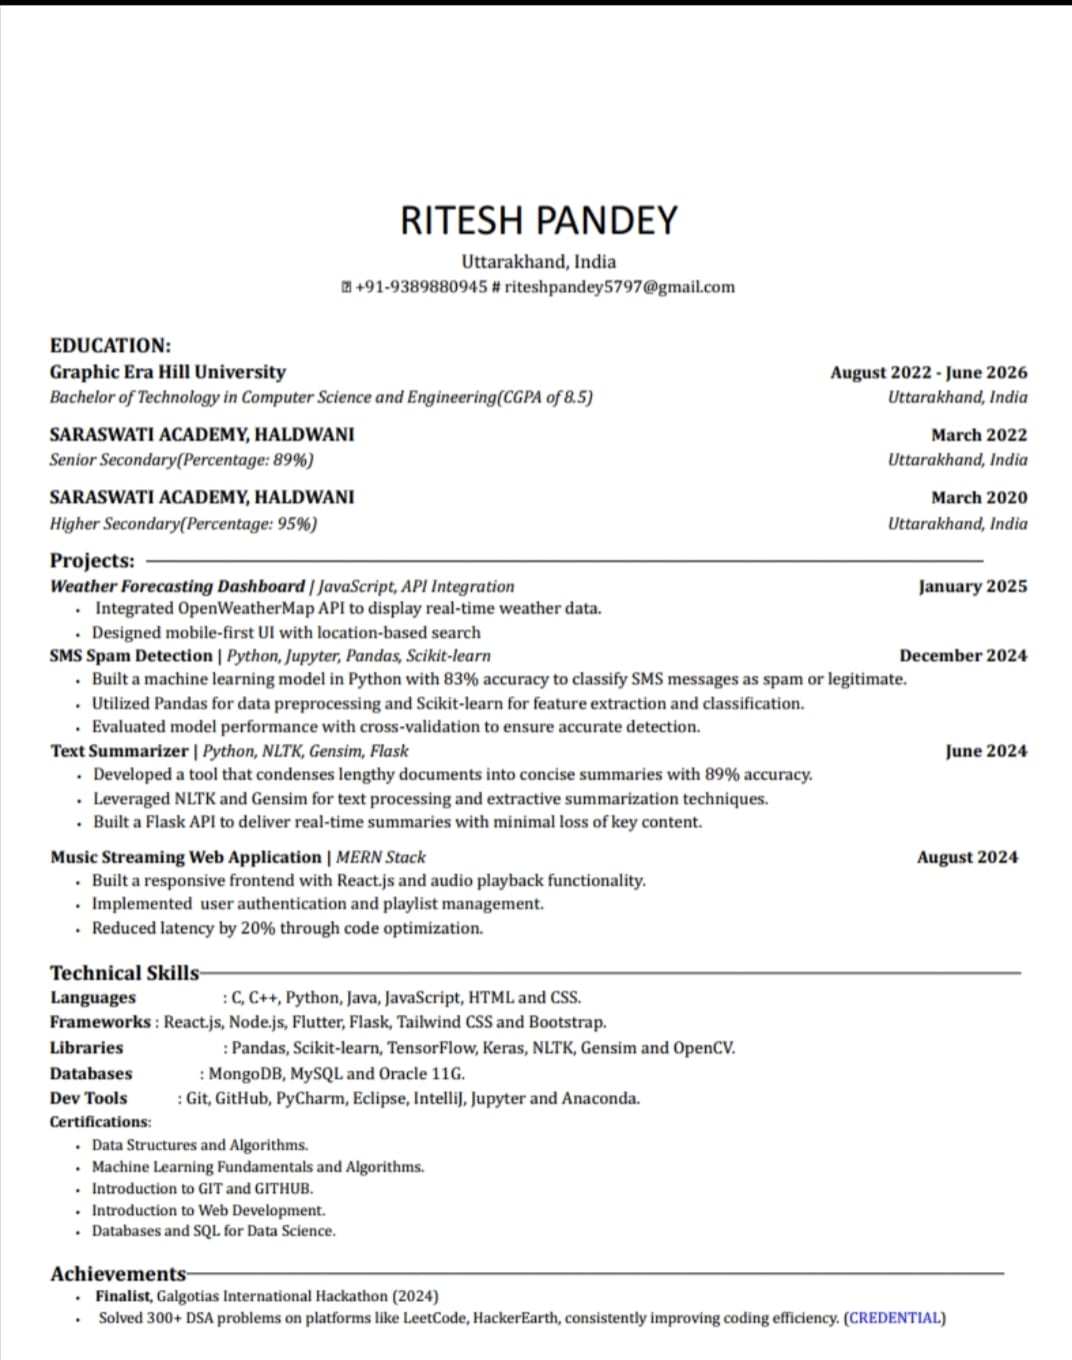 RITESH PANDEY
Uttarakhand, India
+91-9389880945 # riteshpandey5797@gmail.com
EDUCATION:
Graphic Era Hill University August 2022 - June 2026
Bachelor of Technology in Computer Science and Engineering(CGPA of 8.5) Uttarakhand, India
SARASWATI ACADEMY, HALDWANI March 2022
Senior Secondary(Percentage: 89%) Uttarakhand, India
SARASWATI ACADEMY, HALDWANI March 2020
Higher Secondary(Percentage: 95%) Uttarakhand, India
Projects:
Weather Forecasting Dashboard | JavaScript, API Integration January 2025
• Integrated OpenWeatherMap API to display real-time weather data.
• Designed mobile-first UI with location-based search
SMS Spam Detection | Python, Jupyter, Pandas, Scikit-learn December 2024
• Built a machine learning model in Python with 83% accuracy to classify SMS messages as spam or legitimate.
• Utilized Pandas for data preprocessing and Scikit-learn for feature extraction and classification.
• Evaluated model performance with cross-validation to ensure accurate detection.
Text Summarizer | Python, NLTK, Gensim, Flask June 2024
• Developed a tool that condenses lengthy documents into concise summaries with 89% accuracy.
• Leveraged NLTK and Gensim for text processing and extractive summarization techniques.
• Built a Flask API to deliver real-time summaries with minimal loss of key content.
Music Streaming Web Application | MERN Stack August 2024
• Built a responsive frontend with React.js and audio playback functionality.
• Implemented user authentication and playlist management.
• Reduced latency by 20% through code optimization.
Technical Skills
Languages : C, C++, Python, Java, JavaScript, HTML and CSS.
Frameworks : React.js, Node.js, Flutter, Flask, Tailwind CSS and Bootstrap.
Libraries : Pandas, Scikit-learn, TensorFlow, Keras, NLTK, Gensim and OpenCV.
Databases : MongoDB, MySQL and Oracle 11G.
Dev Tools : Git, GitHub, PyCharm, Eclipse, IntelliJ, Jupyter and Anaconda.
Certifications:
• Data Structures and Algorithms.
• Machine Learning Fundamentals and Algorithms.
• Introduction to GIT and GITHUB.
• Introduction to Web Development.
• Databases and SQL for Data Science.
Achievements
• Finalist, Galgotias International Hackathon (2024)
• Solved 300+ DSA problems on platforms like LeetCode, HackerEarth, consistently improving coding efficiency. (CREDENTIAL)